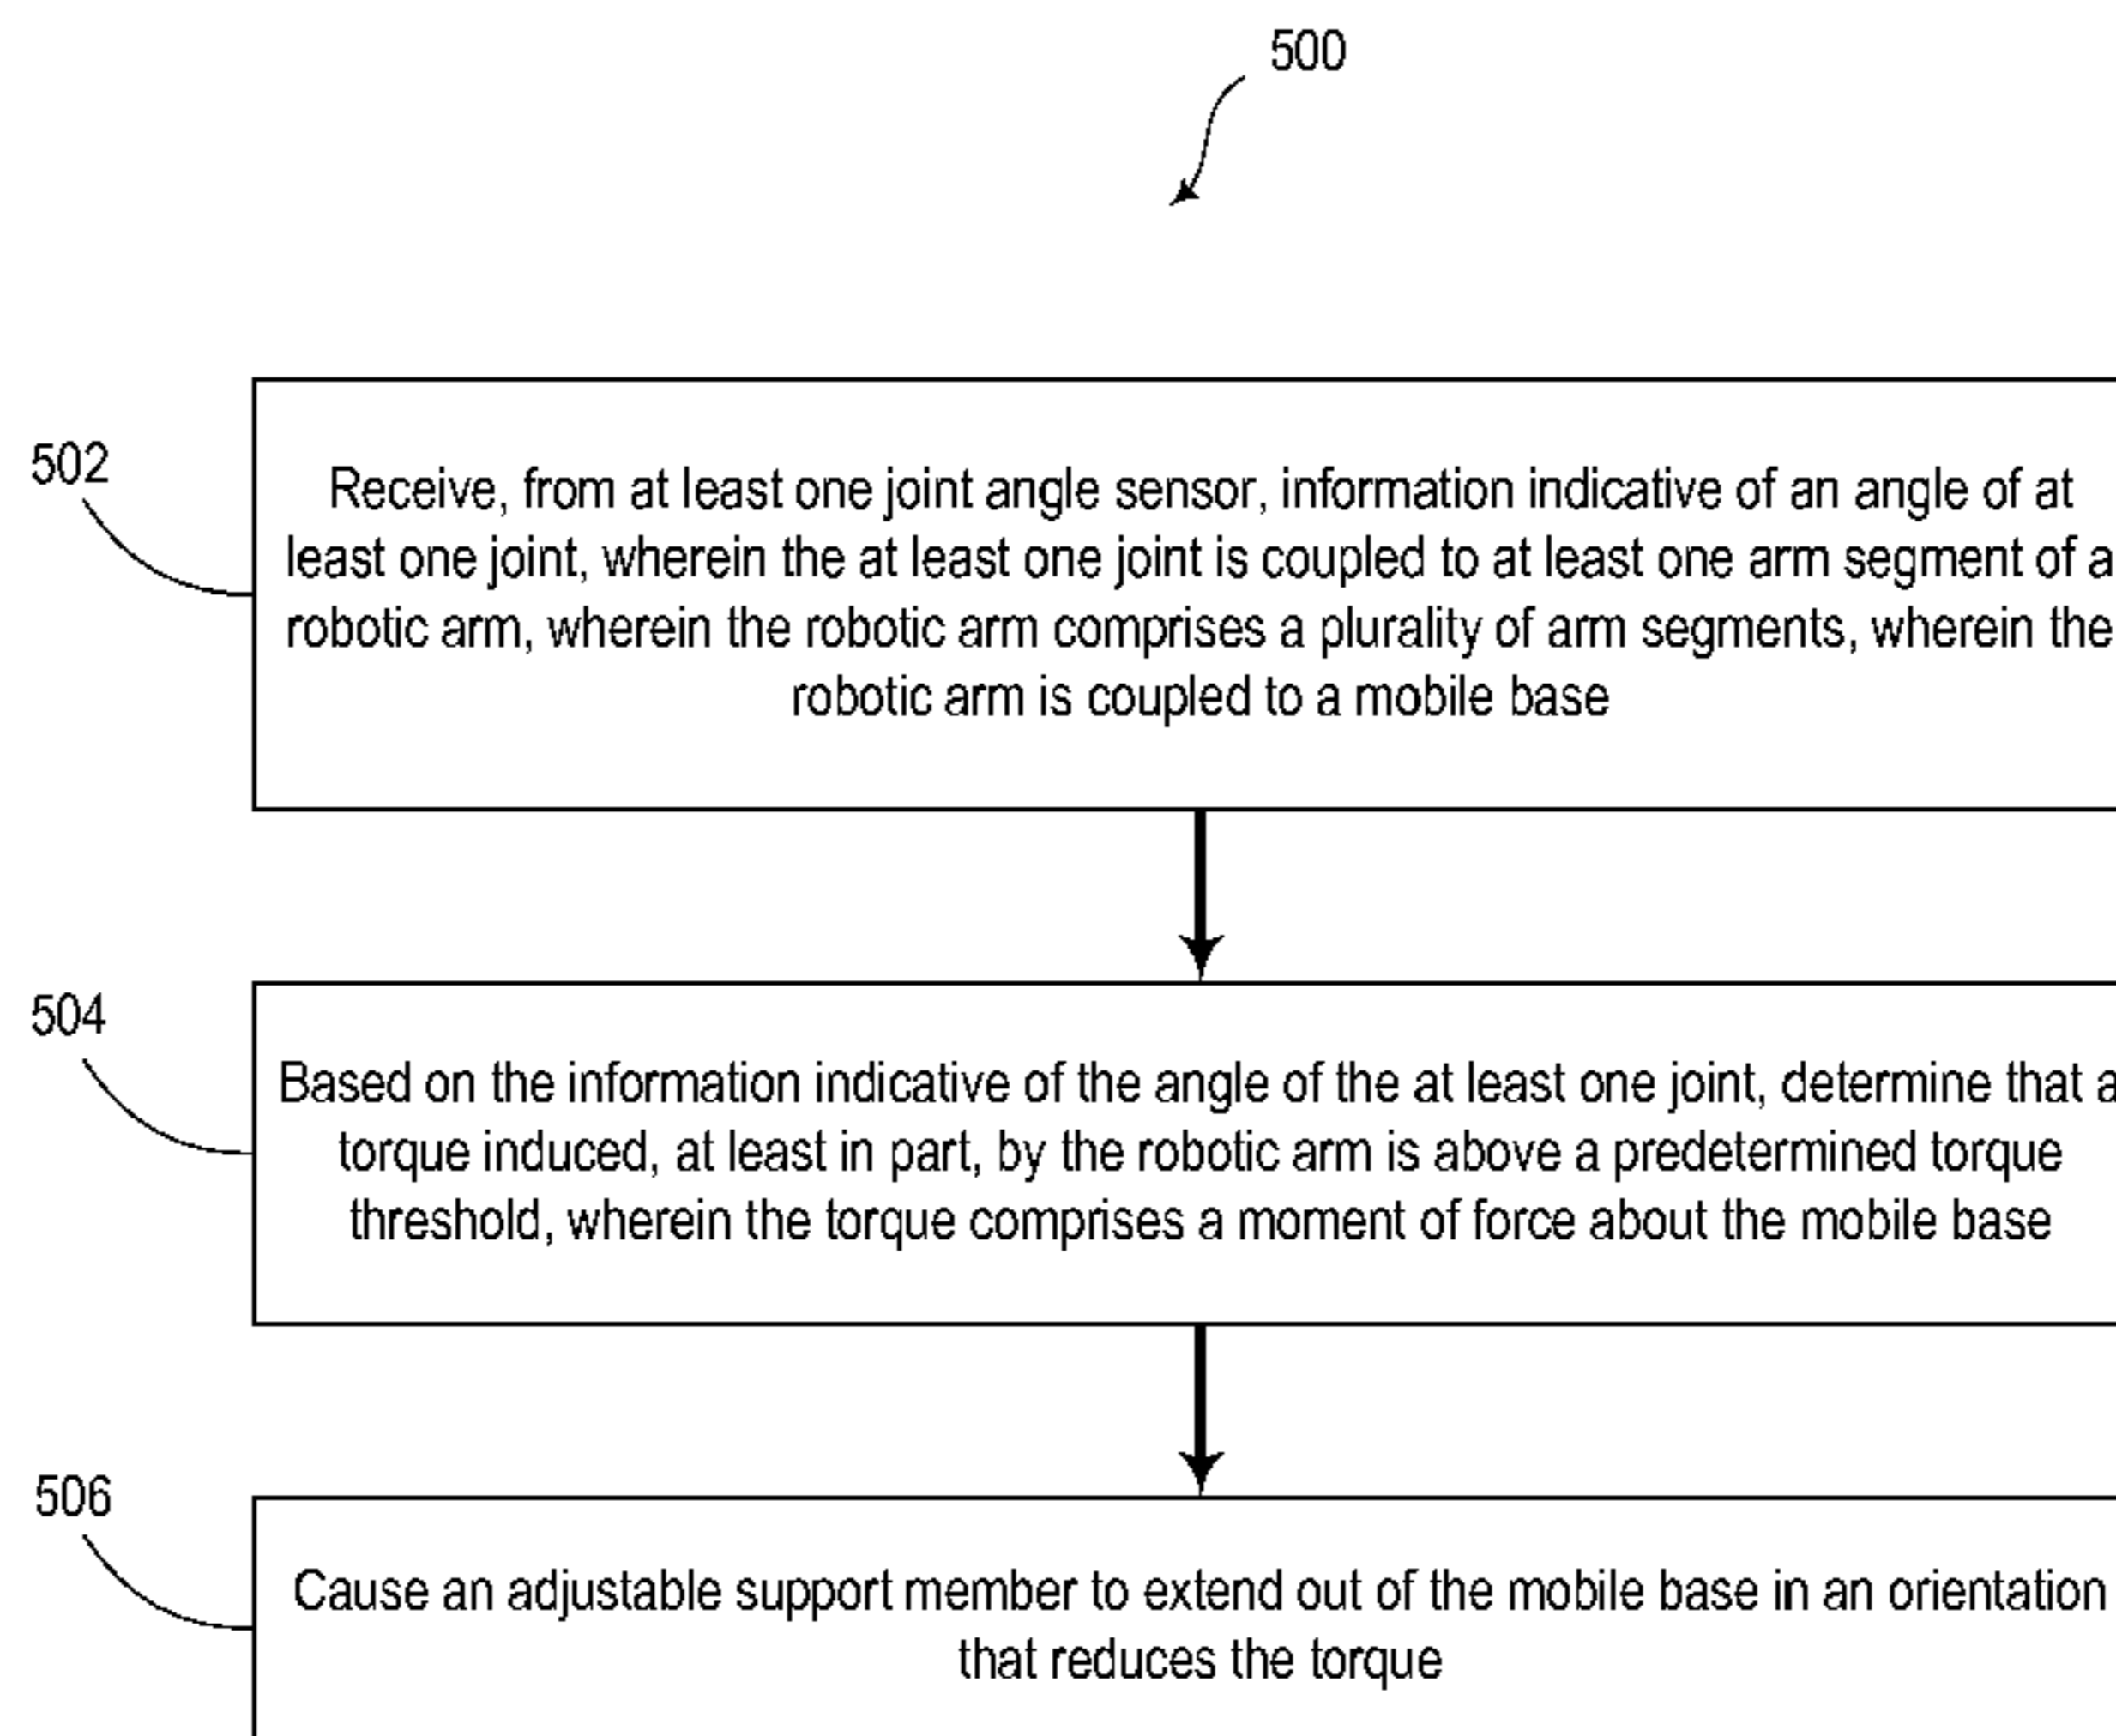 500
502
Receive, from at least one joint angle sensor, information indicative of an angle of at
least one joint, wherein the at least one joint is coupled to at least one arm segment of a
robotic arm, wherein the robotic arm comprises a plurality of arm segments, wherein the
robotic arm is coupled to a mobile base
504
Based on the information indicative of the angle of the at least one joint, determine that a
torque induced, at least in part, by the robotic arm is above a predetermined torque
threshold, wherein the torque comprises a moment of force about the mobile base
506
Cause an adjustable support member to extend out of the mobile base in an orientation
that reduces the torque